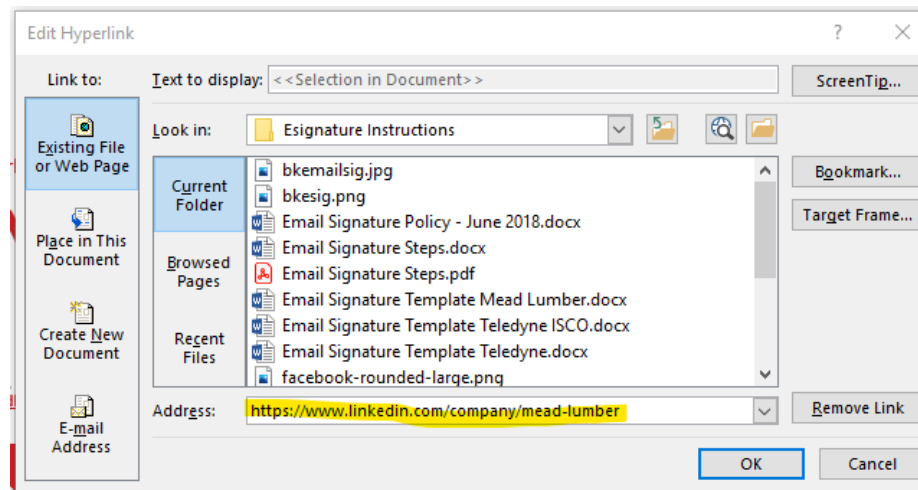 Edit Hyperlink
? ×
Link to:
Text to display: <<Selection in Document>>
ScreenTip...
Existing File
or Web Page
Look in: Esignature Instructions
Current
Folder
bkemailsig.jpg
bkesig.png
Email Signature Policy - June 2018.docx
Email Signature Steps.docx
Email Signature Steps.pdf
Email Signature Template Mead Lumber.docx
Email Signature Template Teledyne ISCO.docx
Email Signature Template Teledyne.docx
facebook-rounded-large.png
Bookmark...
Target Frame...
Place in This
Document
Browsed
Pages
Create New
Document
Recent
Files
E-mail
Address
Address: https://www.linkedin.com/company/mead-lumber
Remove Link
OK
Cancel